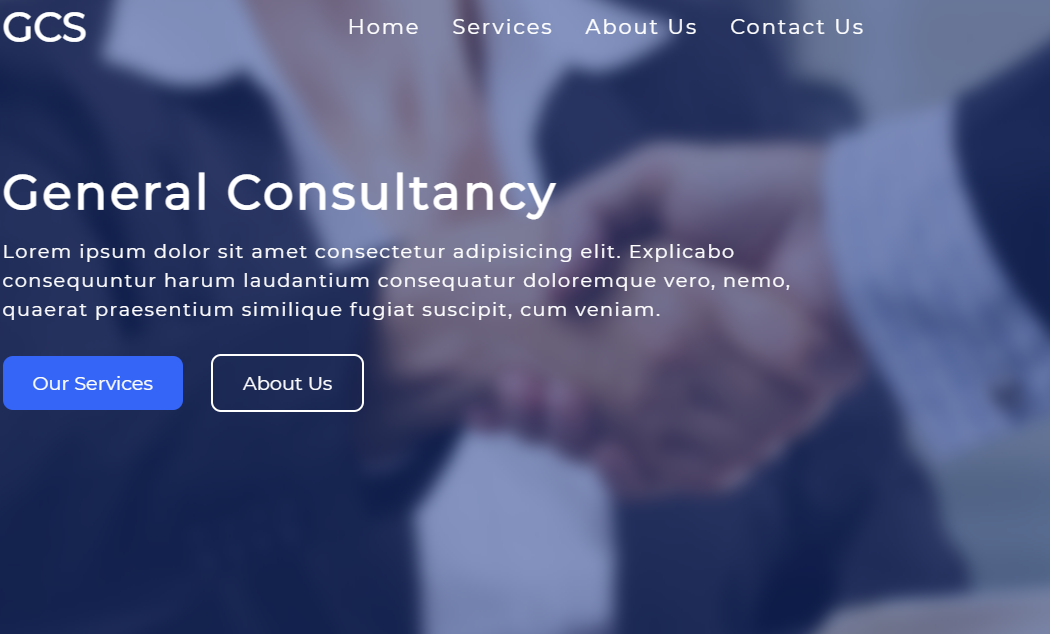 GCS
Home Services About Us Contact Us
General Consultancy
Lorem ipsum dolor sit amet consectetur adipisicing elit. Explicabo
consequuntur harum laudantium consequatur doloremque vero, nemo,
quaerat praesentium similique fugiat suscipit, cum veniam.
Our Services About Us